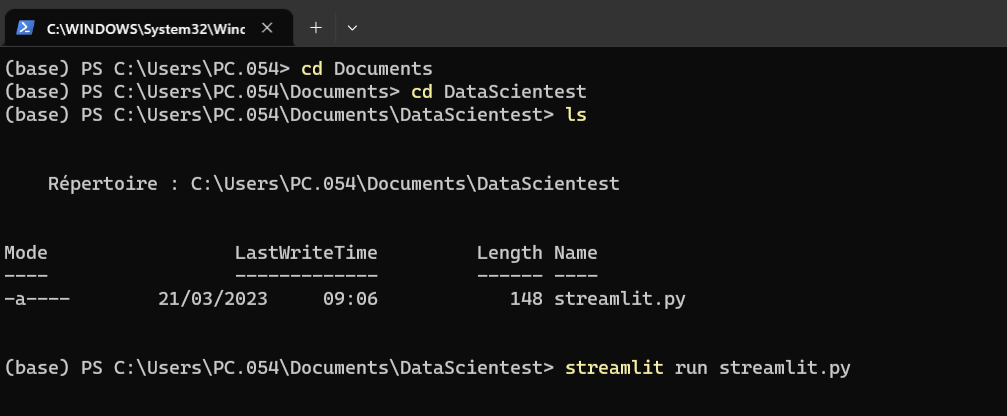 C:\WINDOWS\System32\Winc
(base) PS C:\Users\PC.054> cd Documents
(base) PS C:\Users\PC.054\Documents> cd DataScientest
(base) PS C:\Users\PC.054\Documents\DataScientest> ls
Répertoire : C:\Users\PC.054\Documents\DataScientest
Mode LastWriteTime Length Name
---- ------------- ------ ----
-a---- 21/03/2023 09:06 148 streamlit.py
(base) PS C:\Users\PC.054\Documents\DataScientest> streamlit run streamlit.py